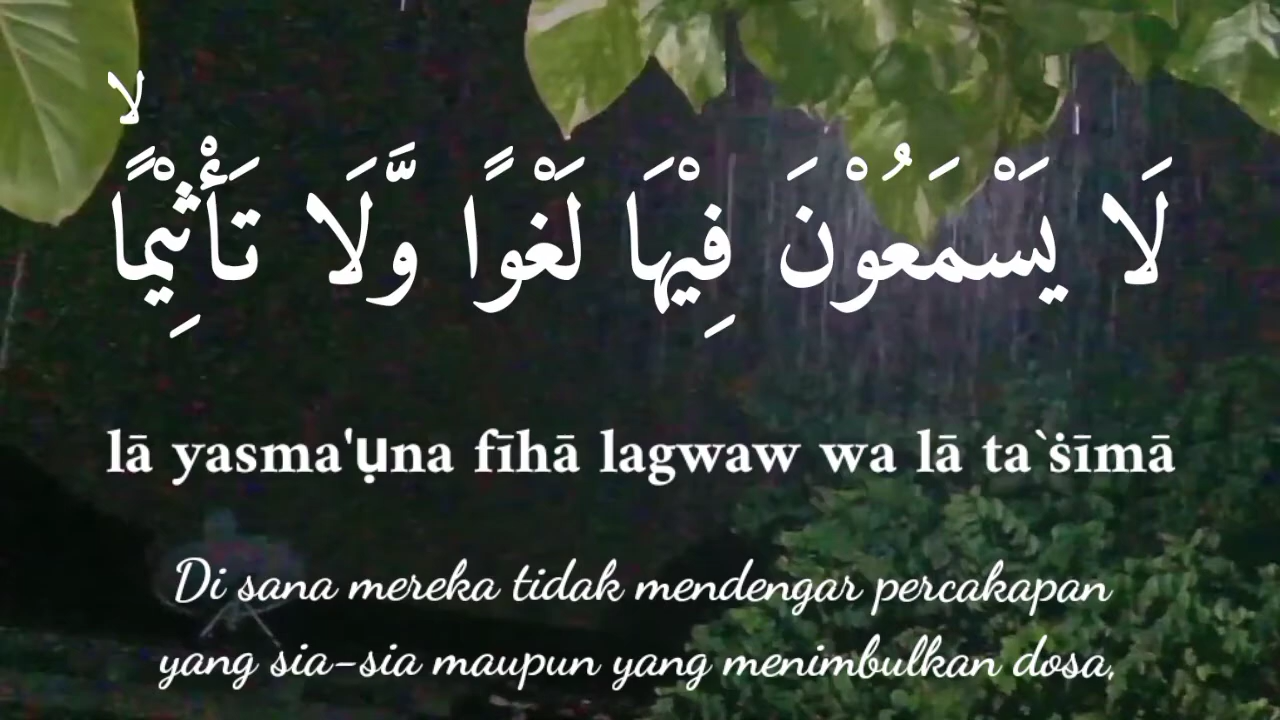 لَا يَسْمَعُوْنَ فِيْهَا لَغْوًا وَّلَا تَأْثِيْمًاۙ
lā yasma'ụna fīhā lagwaw wa lā ta`ṡīmā
Di sana mereka tidak mendengar percakapan
yang sia-sia maupun yang menimbulkan dosa,